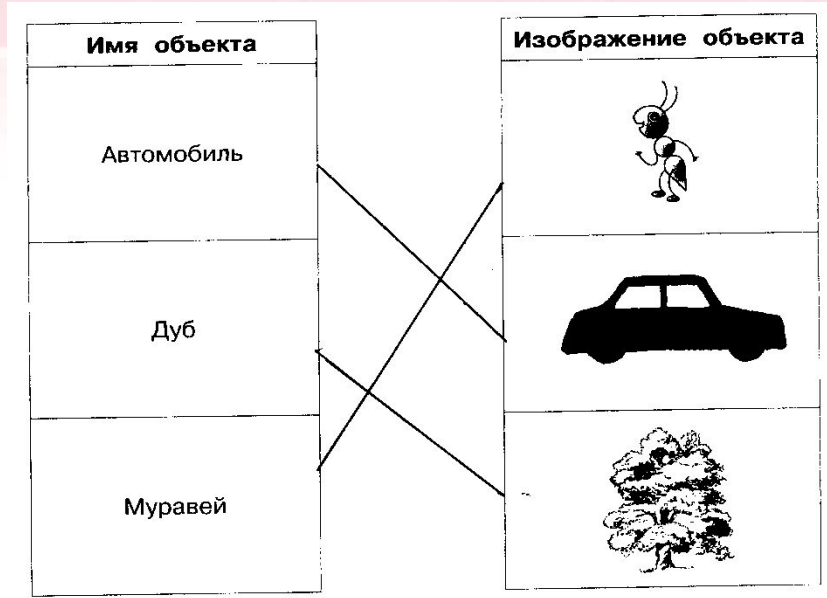 Имя объекта
Изображение объекта
Автомобиль
Дуб
Муравей